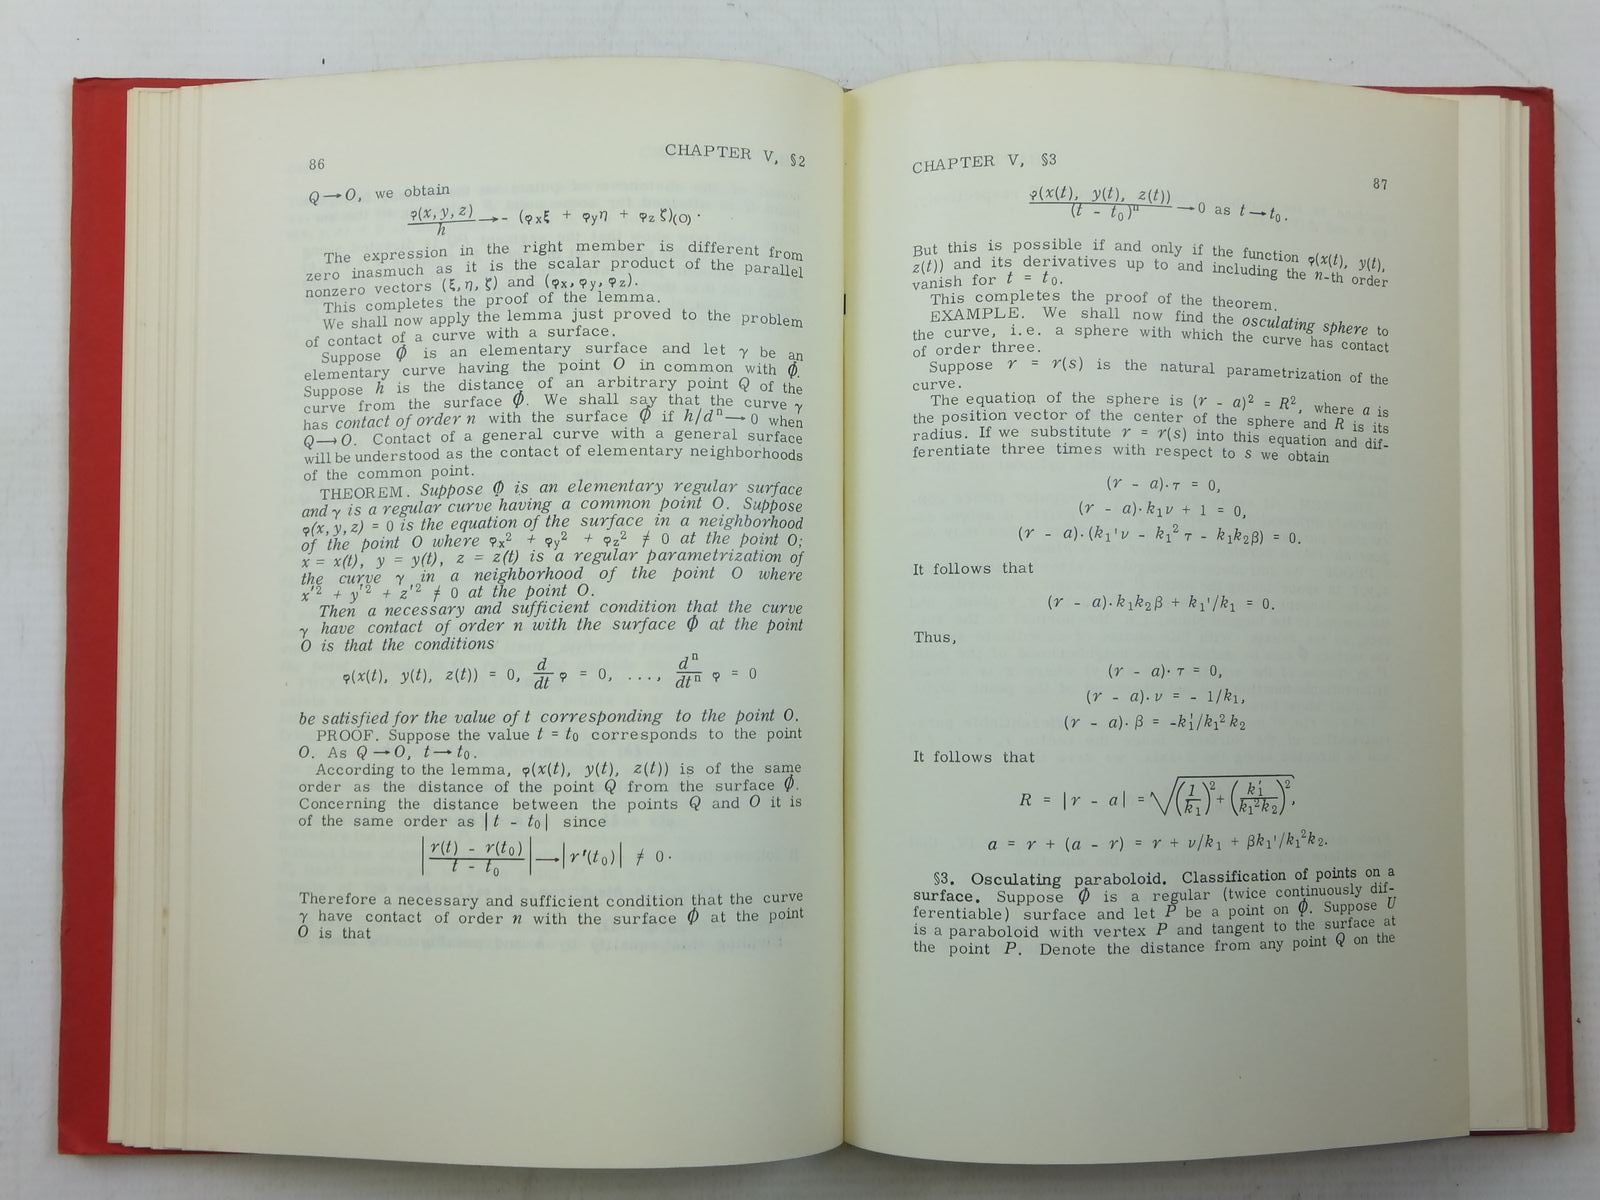 86
CHAPTER V, §2
Q → O, we obtain
φ(x, y, z)/h → - (φxξ + φyη + φzζ)(O).
The expression in the right member is different from
zero inasmuch as it is the scalar product of the parallel
nonzero vectors (ξ, η, ζ) and (φx, φy, φz).
This completes the proof of the lemma.
We shall now apply the lemma just proved to the problem
of contact of a curve with a surface.
Suppose Φ is an elementary surface and let γ be an
elementary curve having the point O in common with Φ.
Suppose h is the distance of an arbitrary point Q of the
curve from the surface Φ. We shall say that the curve γ
has contact of order n with the surface Φ if h/dⁿ → 0 when
Q → O. Contact of a general curve with a general surface
will be understood as the contact of elementary neighborhoods
of the common point.
THEOREM. Suppose Φ is an elementary regular surface
and γ is a regular curve having a common point O. Suppose
φ(x, y, z) = 0 is the equation of the surface in a neighborhood
of the point O where φx² + φy² + φz² ≠ 0 at the point O;
x = x(t), y = y(t), z = z(t) is a regular parametrization of
the curve γ in a neighborhood of the point O where
x'² + y'² + z'² ≠ 0 at the point O.
Then a necessary and sufficient condition that the curve
γ have contact of order n with the surface Φ at the point
O is that the conditions
φ(x(t), y(t), z(t)) = 0, d/dt φ = 0, ..., dⁿ/dtⁿ φ = 0
be satisfied for the value of t corresponding to the point O.
PROOF. Suppose the value t = t₀ corresponds to the point
O. As Q → O, t → t₀.
According to the lemma, φ(x(t), y(t), z(t)) is of the same
order as the distance of the point Q from the surface Φ.
Concerning the distance between the points Q and O it is
of the same order as |t - t₀| since
|r(t) - r(t₀) / t - t₀| → |r'(t₀)| ≠ 0.
Therefore a necessary and sufficient condition that the curve
γ have contact of order n with the surface Φ at the point
O is that
CHAPTER V, §3
87
φ(x(t), y(t), z(t))/(t - t₀)ⁿ → 0 as t → t₀.
But this is possible if and only if the function φ(x(t), y(t),
z(t)) and its derivatives up to and including the n-th order
vanish for t = t₀.
This completes the proof of the theorem.
EXAMPLE. We shall now find the osculating sphere to
the curve, i.e. a sphere with which the curve has contact
of order three.
Suppose r = r(s) is the natural parametrization of the
curve.
The equation of the sphere is (r - a)² = R², where a is
the position vector of the center of the sphere and R is its
radius. If we substitute r = r(s) into this equation and dif-
ferentiate three times with respect to s we obtain
(r - a)·τ = 0,
(r - a)·k₁ν + 1 = 0,
(r - a)·(k₁'ν - k₁²τ - k₁k₂β) = 0.
It follows that
(r - a)·k₁k₂β + k₁'/k₁ = 0.
Thus,
(r - a)·τ = 0,
(r - a)·ν = - 1/k₁,
(r - a)·β = -k₁'/k₁²k₂
It follows that
R = |r - a| = √((1/k₁)² + (k₁'/k₁²k₂)²),
a = r + (a - r) = r + ν/k₁ + βk₁'/k₁²k₂.
§3. Osculating paraboloid. Classification of points on a
surface. Suppose Φ is a regular (twice continuously dif-
ferentiable) surface and let P be a point on Φ. Suppose U
is a paraboloid with vertex P and tangent to the surface at
the point P. Denote the distance from any point Q on the